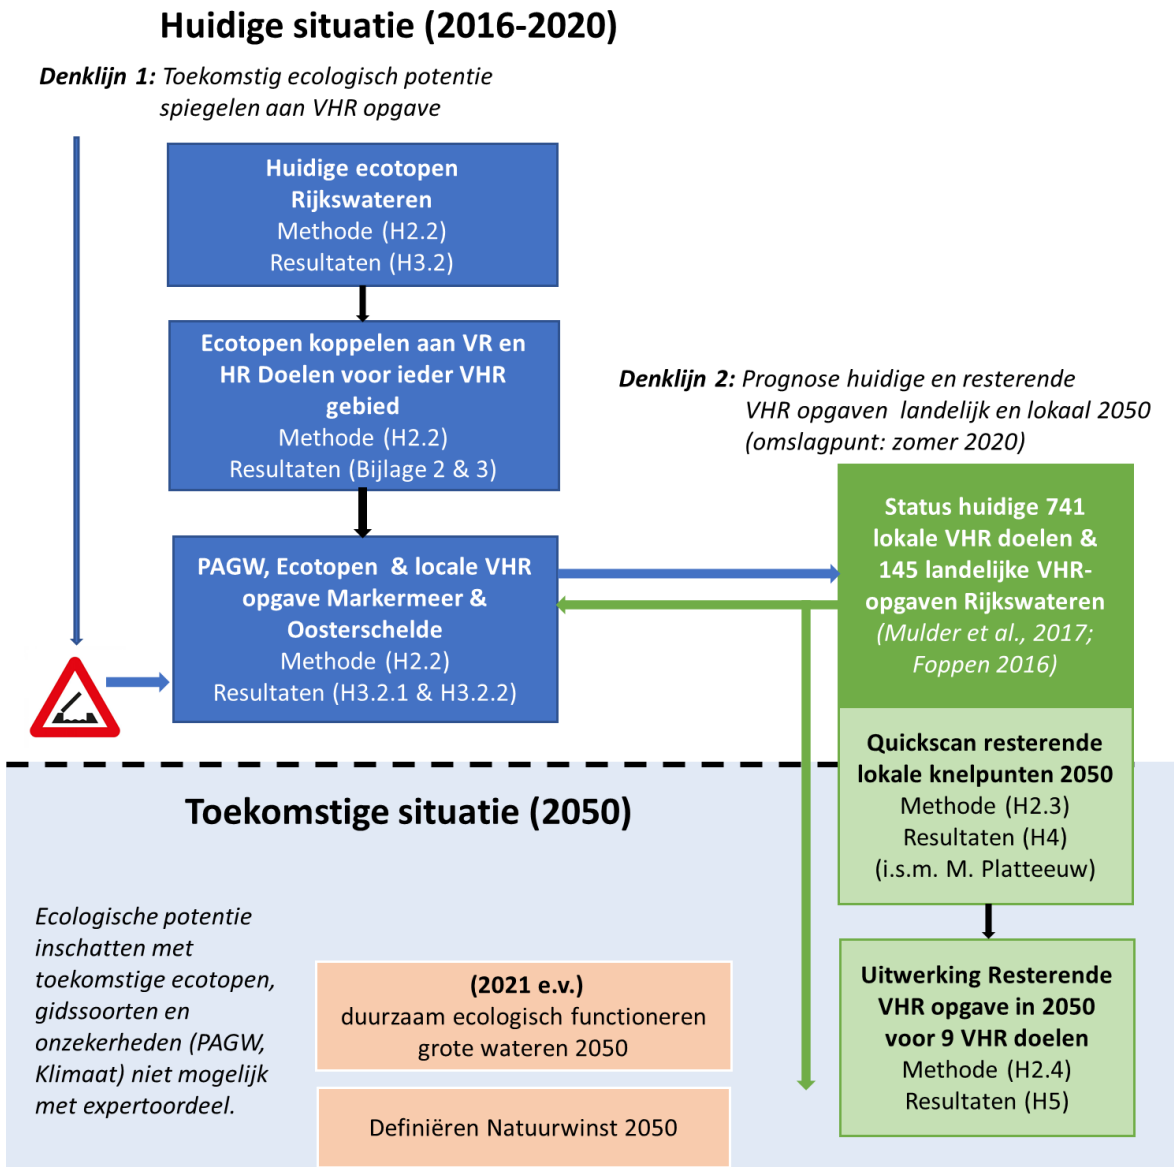 Huidige situatie (2016-2020)
Denklijn 1: Toekomstig ecologisch potentie
spiegelen aan VHR opgave
Huidige ecotopen
Rijkswateren
Methode (H2.2)
Resultaten (H3.2)
Ecotopen koppelen aan VR en
HR Doelen voor ieder VHR
gebied
Methode (H2.2)
Resultaten (Bijlage 2 & 3)
PAGW, Ecotopen & locale VHR
opgave Markermeer &
Oosterschelde
Methode (H2.2)
Resultaten (H3.2.1 & H3.2.2)
Denklijn 2: Prognose huidige en resterende
VHR opgaven landelijk en lokaal 2050
(omslagpunt: zomer 2020)
Status huidige 741
lokale VHR doelen &
145 landelijke VHR-
opgaven Rijkswateren
(Mulder et al., 2017;
Foppen 2016)
Quickscan resterende
lokale knelpunten 2050
Methode (H2.3)
Resultaten (H4)
(i.s.m. M. Platteeuw)
Uitwerking Resterende
VHR opgave in 2050
voor 9 VHR doelen
Methode (H2.4)
Resultaten (H5)
Toekomstige situatie (2050)
Ecologische potentie
inschatten met
toekomstige ecotopen,
gidssoorten en
onzekerheden (PAGW,
Klimaat) niet mogelijk
met expertoordeel.
(2021 e.v.)
duurzaam ecologisch functioneren
grote wateren 2050
Definiëren Natuurwinst 2050